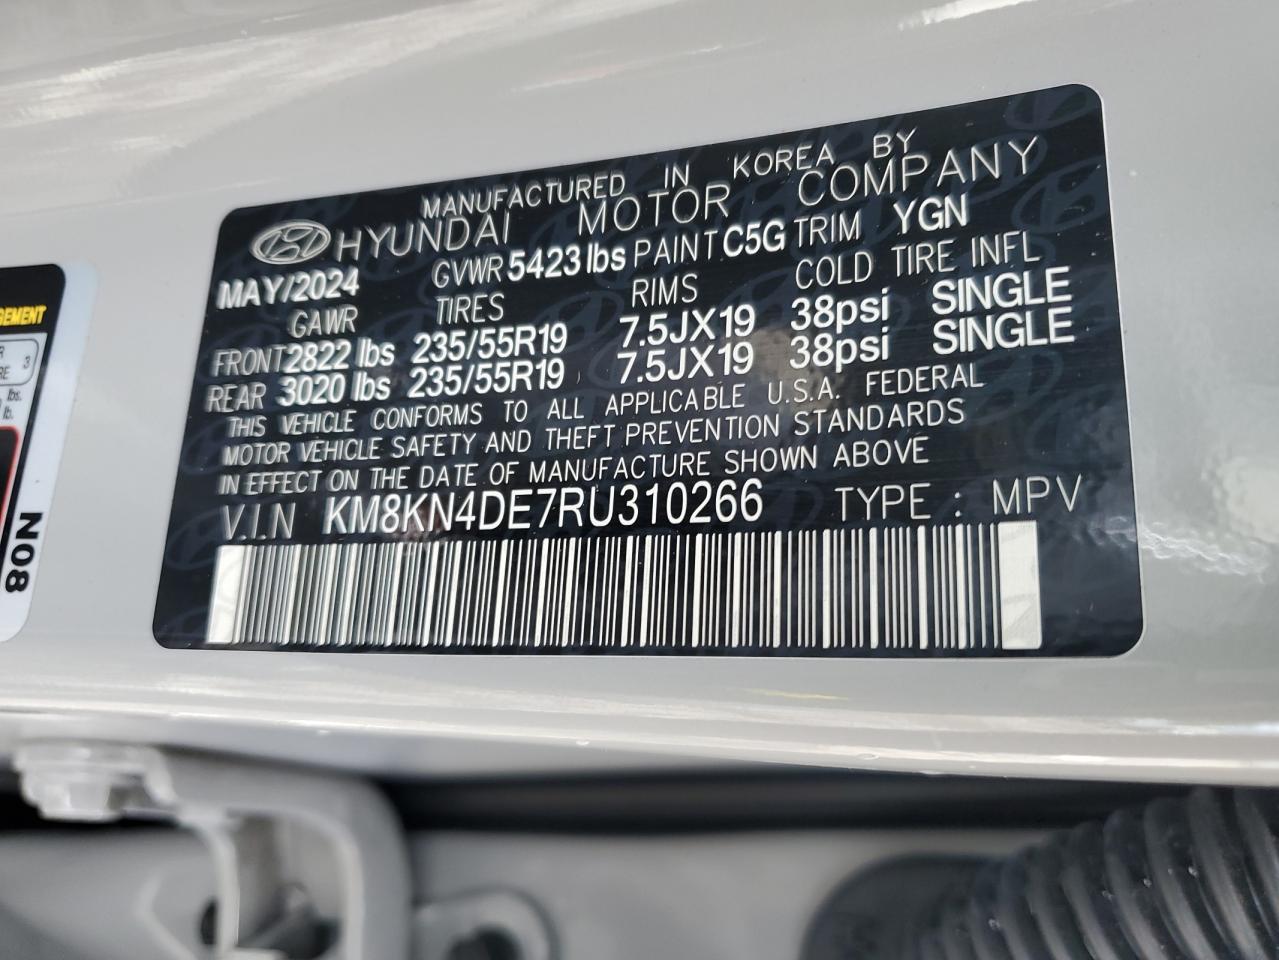 MANUFACTURED IN KOREA BY
HYUNDAI MOTOR COMPANY
MAY/2024 GVWR 5423 lbs PAINT C5G TRIM YGN
GAWR TIRES RIMS COLD TIRE INFL
FRONT 2822 lbs 235/55R19 7.5JX19 38psi SINGLE
REAR 3020 lbs 235/55R19 7.5JX19 38psi SINGLE
THIS VEHICLE CONFORMS TO ALL APPLICABLE U.S.A. FEDERAL
MOTOR VEHICLE SAFETY AND THEFT PREVENTION STANDARDS
IN EFFECT ON THE DATE OF MANUFACTURE SHOWN ABOVE
V.I.N KM8KN4DE7RU310266 TYPE : MPV
3
lbs.
lb.
N08